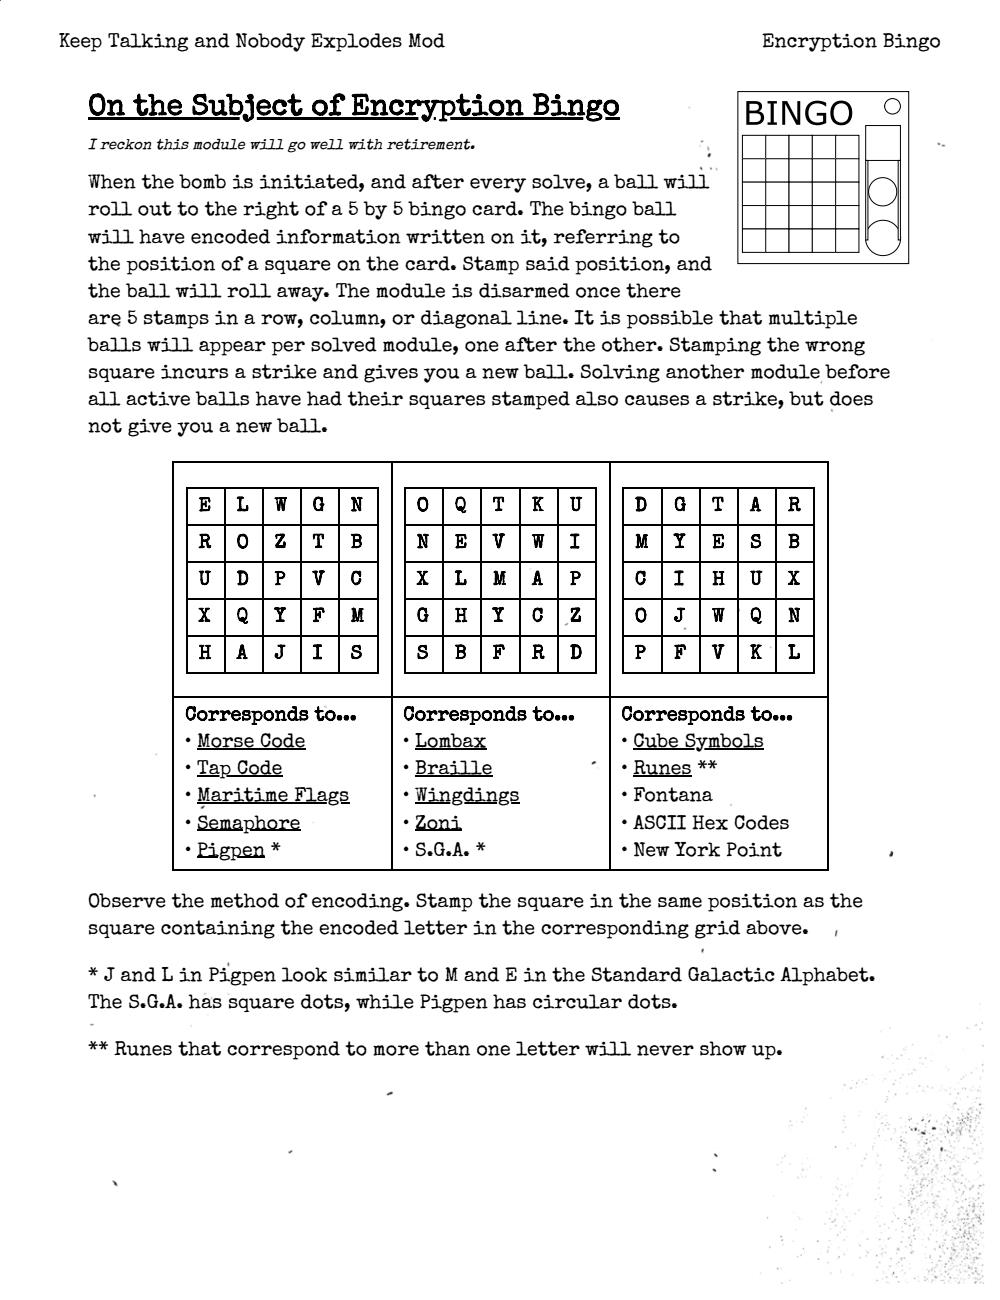 Keep Talking and Nobody Explodes Mod Encryption Bingo
On the Subject of Encryption Bingo
BINGO
I reckon this module will go well with retirement.
When the bomb is initiated, and after every solve, a ball will
roll out to the right of a 5 by 5 bingo card. The bingo ball
will have encoded information written on it, referring to
the position of a square on the card. Stamp said position, and
the ball will roll away. The module is disarmed once there
are 5 stamps in a row, column, or diagonal line. It is possible that multiple
balls will appear per solved module, one after the other. Stamping the wrong
square incurs a strike and gives you a new ball. Solving another module before
all active balls have had their squares stamped also causes a strike, but does
not give you a new ball.
E L W G N
R O Z T B
U D P V C
X Q Y F M
H A J I S
O Q T K U
N E V W I
X L M A P
G H Y C Z
S B F R D
D G T A R
M Y E S B
C I H U X
O J W Q N
P F V K L
Corresponds to...
• Morse Code
• Tap Code
• Maritime Flags
• Semaphore
• Pigpen *
Corresponds to...
• Lombax
• Braille
• Wingdings
• Zoni
• S.G.A. *
Corresponds to...
• Cube Symbols
• Runes **
• Fontana
• ASCII Hex Codes
• New York Point
Observe the method of encoding. Stamp the square in the same position as the
square containing the encoded letter in the corresponding grid above.
* J and L in Pigpen look similar to M and E in the Standard Galactic Alphabet.
The S.G.A. has square dots, while Pigpen has circular dots.
** Runes that correspond to more than one letter will never show up.